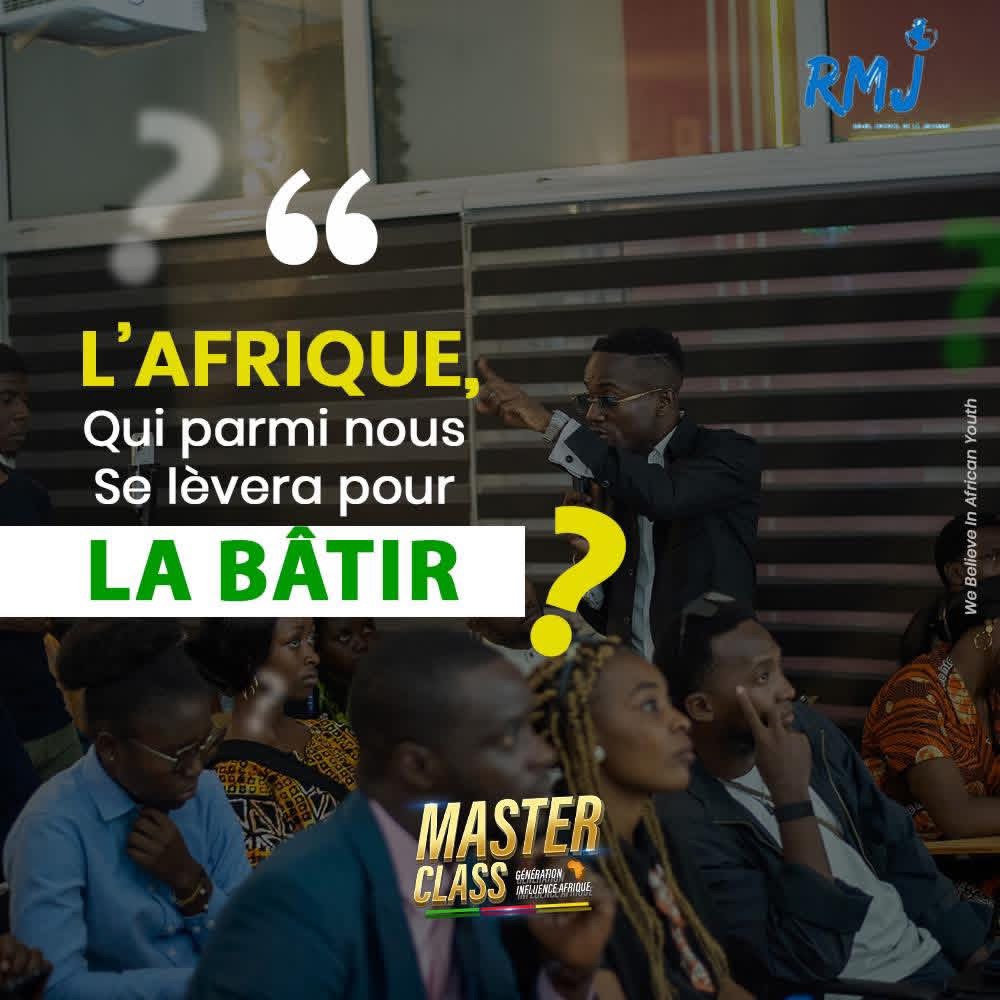 RMJ
“
L’AFRIQUE,
Qui parmi nous
Se lèvera pour
LA BÂTIR
?
We Believe In African Youth
MASTER
CLASS
GÉNÉRATION
INFLUENCE AFRIQUE